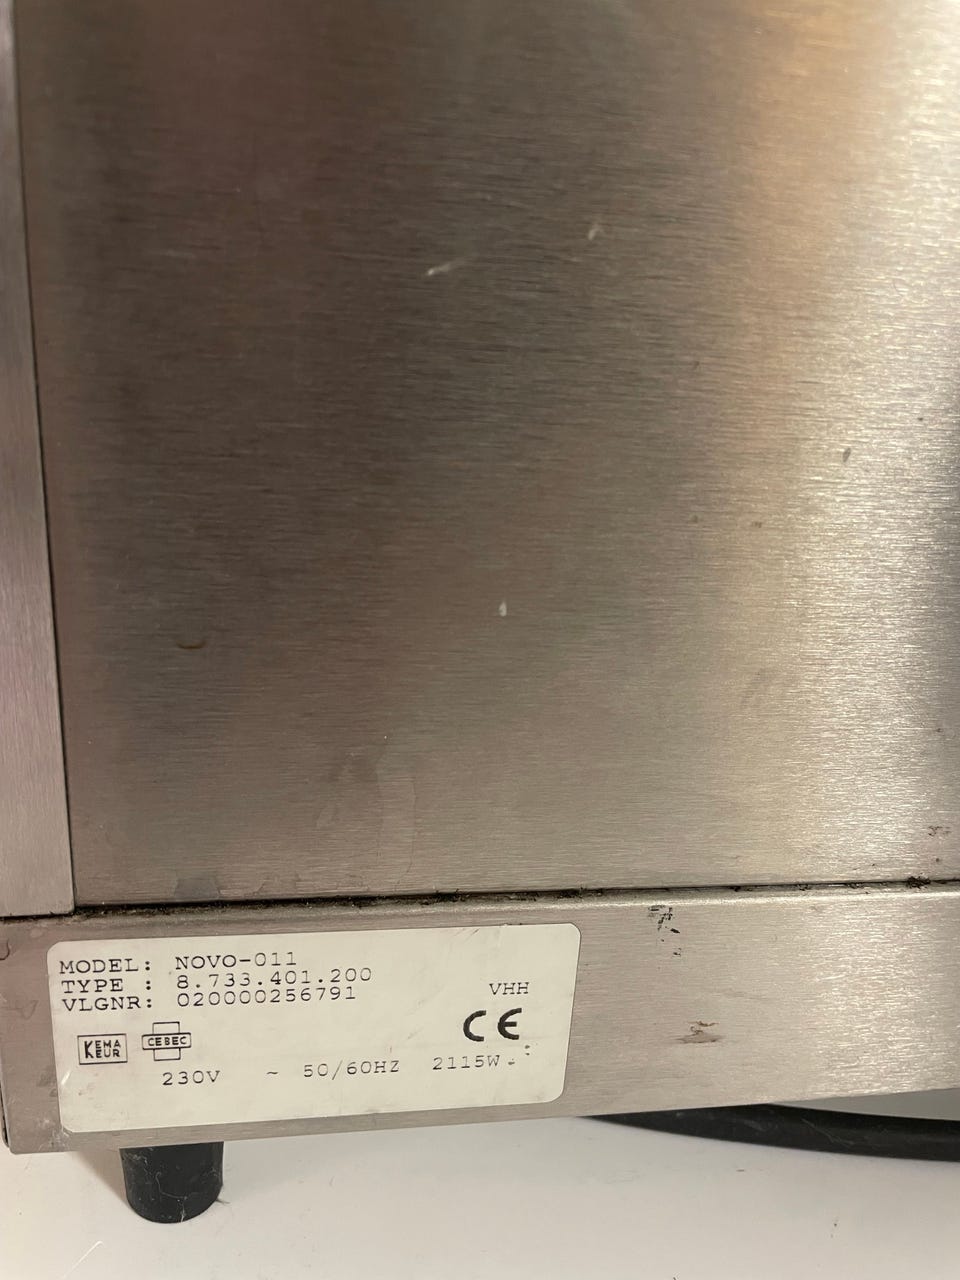 MODEL: NOVO-011
TYPE : 8.733.401.200
VLGNR: 020000256791
VHH
KEMA
KEUR
CEBEC
CE
230V ~ 50/60HZ 2115W